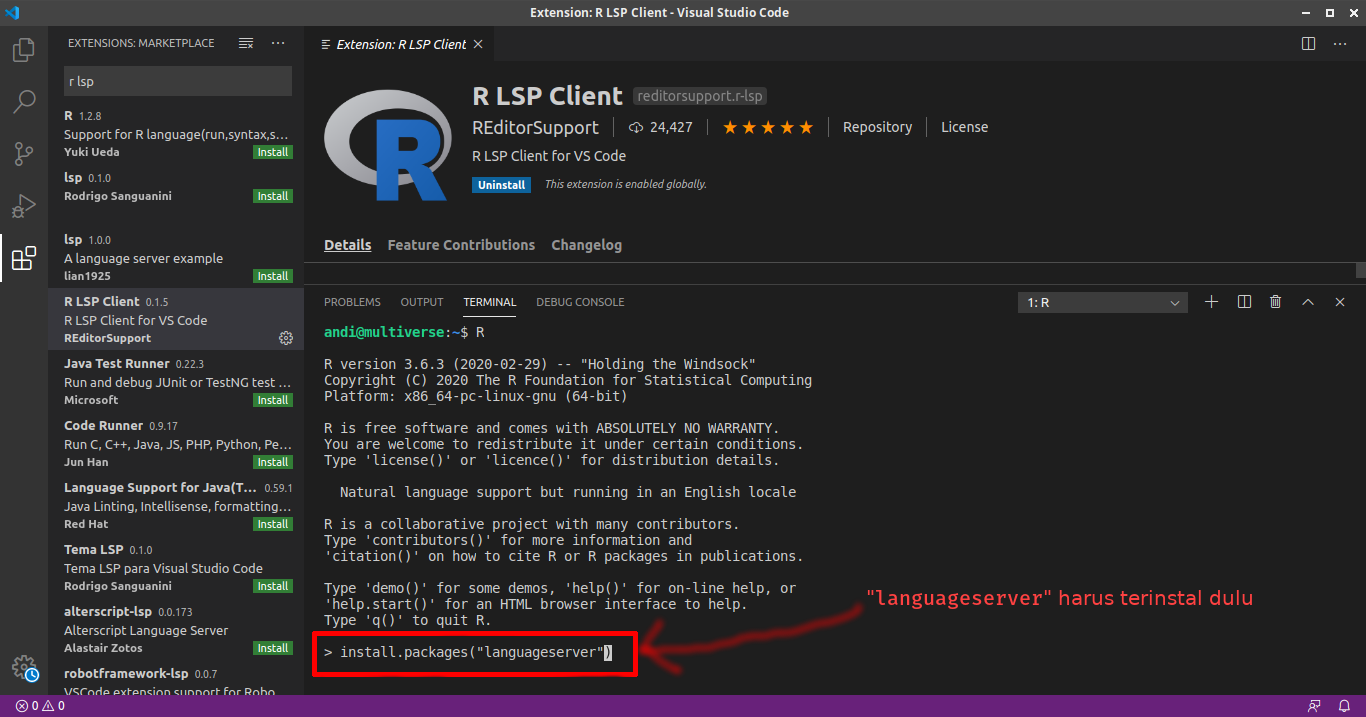 Extension: R LSP Client - Visual Studio Code
EXTENSIONS: MARKETPLACE
r lsp
R 1.2.8
Support for R language(run,syntax,s...
Yuki Ueda Install
lsp 0.1.0
Rodrigo Sanguanini Install
lsp 1.0.0
A language server example
lian1925 Install
R LSP Client 0.1.5
R LSP Client for VS Code
REditorSupport
Java Test Runner 0.22.3
Run and debug JUnit or TestNG test ...
Microsoft Install
Code Runner 0.9.17
Run C, C++, Java, JS, PHP, Python, Pe...
Jun Han Install
Language Support for Java(T... 0.59.1
Java Linting, Intellisense, formatting...
Red Hat Install
Tema LSP 0.1.0
Tema LSP para Visual Studio Code
Rodrigo Sanguanini Install
alterscript-lsp 0.0.173
Alterscript Language Server
Alastair Zotos Install
robotframework-lsp 0.0.7
VSCode extension support for Robo
Extension: R LSP Client
R LSP Client reditorsupport.r-lsp
REditorSupport 24,427 Repository License
R LSP Client for VS Code
Uninstall This extension is enabled globally.
Details Feature Contributions Changelog
PROBLEMS OUTPUT TERMINAL DEBUG CONSOLE 1: R
andi@multiverse:~$ R
R version 3.6.3 (2020-02-29) -- "Holding the Windsock"
Copyright (C) 2020 The R Foundation for Statistical Computing
Platform: x86_64-pc-linux-gnu (64-bit)
R is free software and comes with ABSOLUTELY NO WARRANTY.
You are welcome to redistribute it under certain conditions.
Type 'license()' or 'licence()' for distribution details.
Natural language support but running in an English locale
R is a collaborative project with many contributors.
Type 'contributors()' for more information and
'citation()' on how to cite R or R packages in publications.
Type 'demo()' for some demos, 'help()' for on-line help, or
'help.start()' for an HTML browser interface to help.
Type 'q()' to quit R.
> install.packages("languageserver")
"languageserver" harus terinstal dulu
0 0